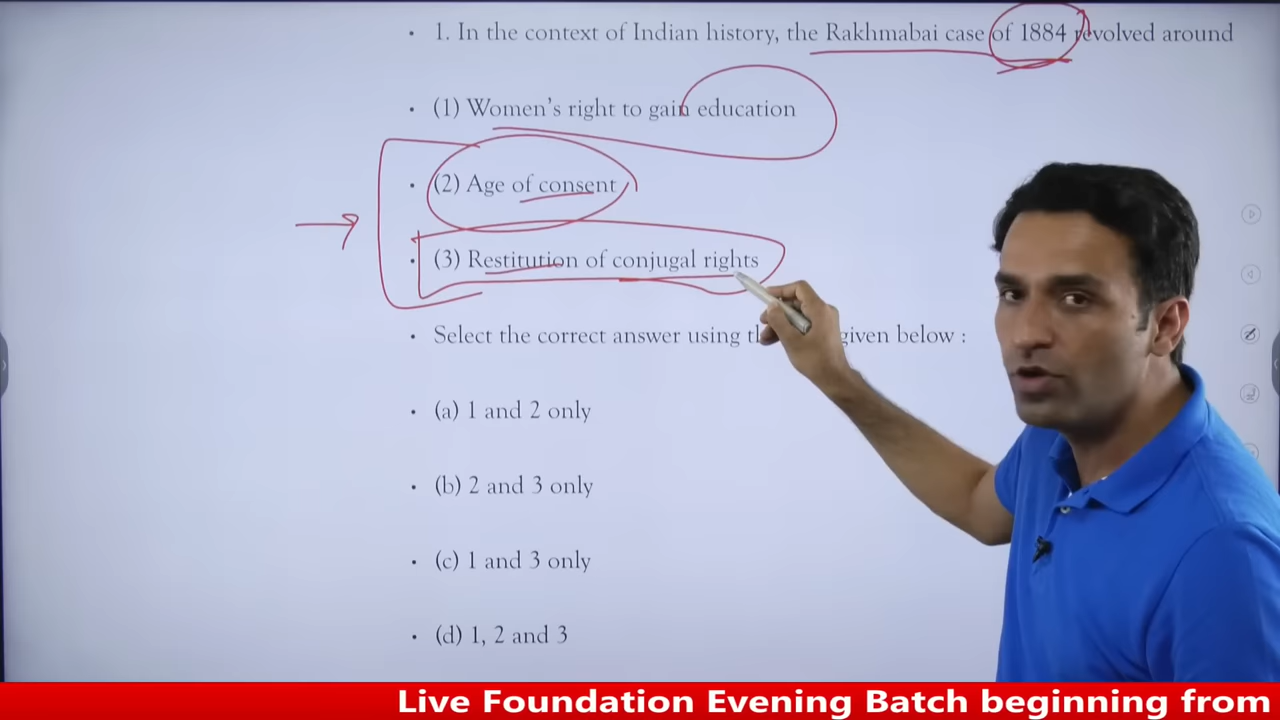 1. In the context of Indian history, the Rakhmabai case of 1884 revolved around
(1) Women's right to gain education
(2) Age of consent
(3) Restitution of conjugal rights
Select the correct answer using given below :
(a) 1 and 2 only
(b) 2 and 3 only
(c) 1 and 3 only
(d) 1, 2 and 3
Live Foundation Evening Batch beginning from